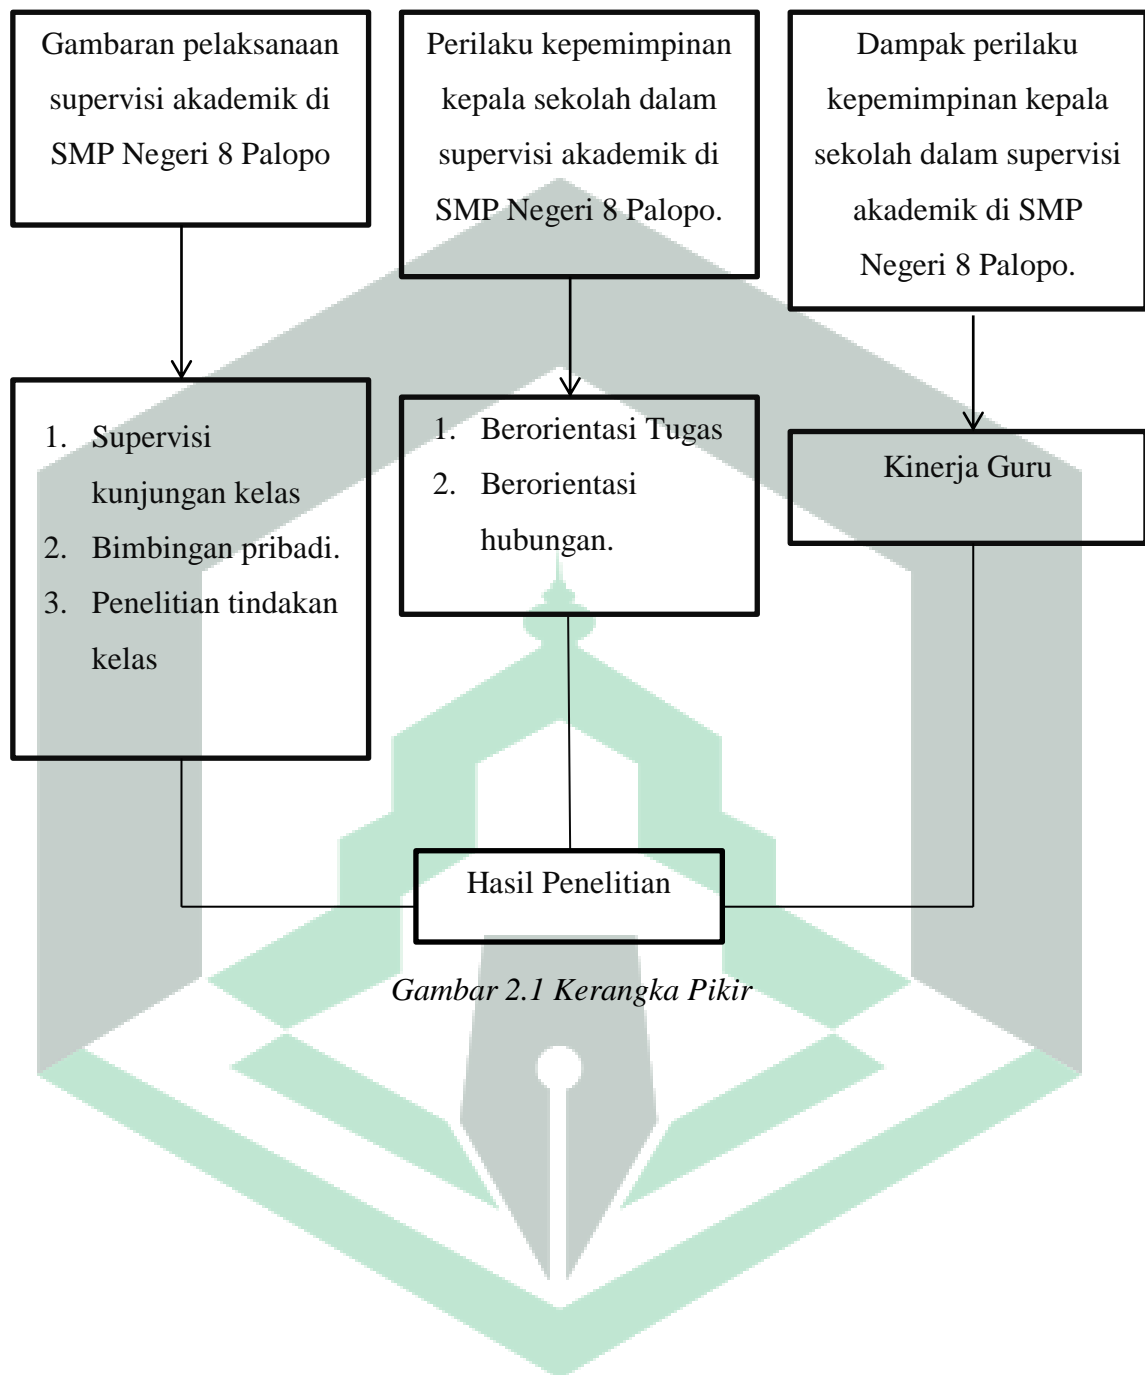 Gambaran pelaksanaan
supervisi akademik di
SMP Negeri 8 Palopo
Perilaku kepemimpinan
kepala sekolah dalam
supervisi akademik di
SMP Negeri 8 Palopo.
Dampak perilaku
kepemimpinan kepala
sekolah dalam supervisi
akademik di SMP
Negeri 8 Palopo.
1. Supervisi
kunjungan kelas
2. Bimbingan pribadi.
3. Penelitian tindakan
kelas
1. Berorientasi Tugas
2. Berorientasi
hubungan.
Kinerja Guru
Hasil Penelitian
Gambar 2.1 Kerangka Pikir